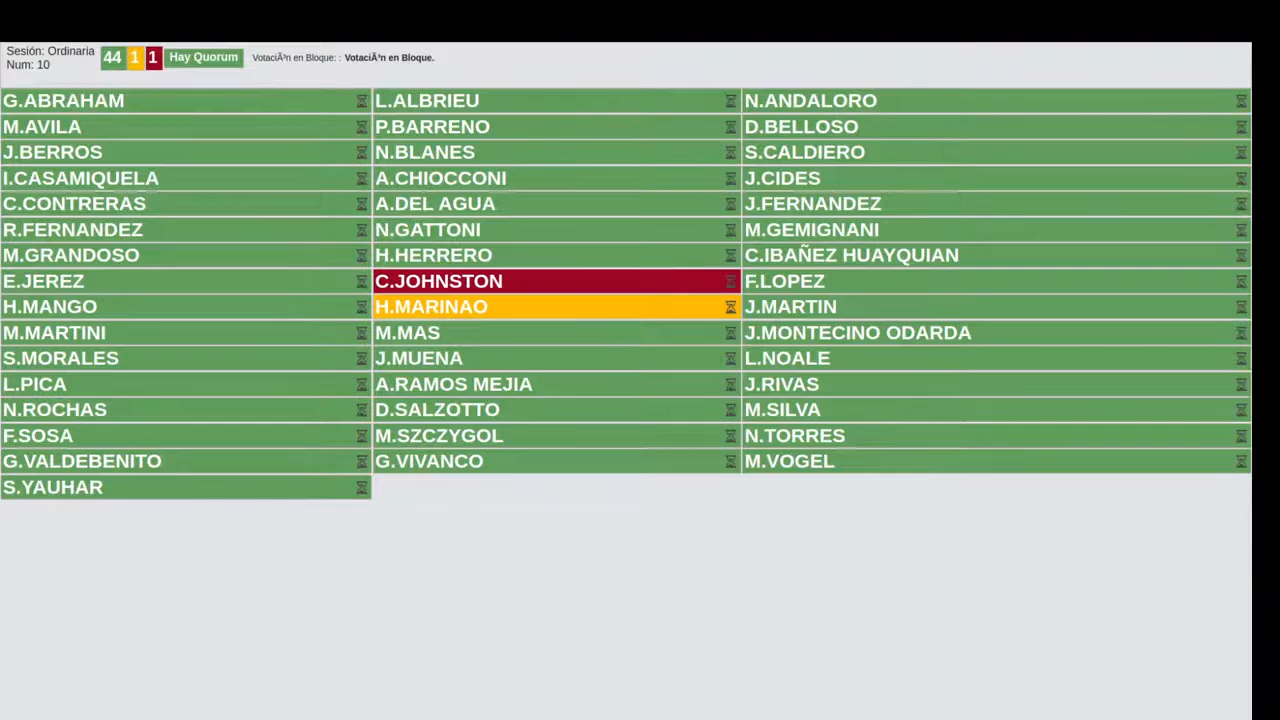 Sesión: Ordinaria
Num: 10
44 1 1 Hay Quorum VotaciÃ³n en Bloque: : VotaciÃ³n en Bloque.
G.ABRAHAM L.ALBRIEU N.ANDALORO
M.AVILA P.BARRENO D.BELLOSO
J.BERROS N.BLANES S.CALDIERO
I.CASAMIQUELA A.CHIOCCONI J.CIDES
C.CONTRERAS A.DEL AGUA J.FERNANDEZ
R.FERNANDEZ N.GATTONI M.GEMIGNANI
M.GRANDOSO H.HERRERO C.IBAÑEZ HUAYQUIAN
E.JEREZ C.JOHNSTON F.LOPEZ
H.MANGO H.MARINAO J.MARTIN
M.MARTINI M.MAS J.MONTECINO ODARDA
S.MORALES J.MUENA L.NOALE
L.PICA A.RAMOS MEJIA J.RIVAS
N.ROCHAS D.SALZOTTO M.SILVA
F.SOSA M.SZCZYGOL N.TORRES
G.VALDEBENITO G.VIVANCO M.VOGEL
S.YAUHAR